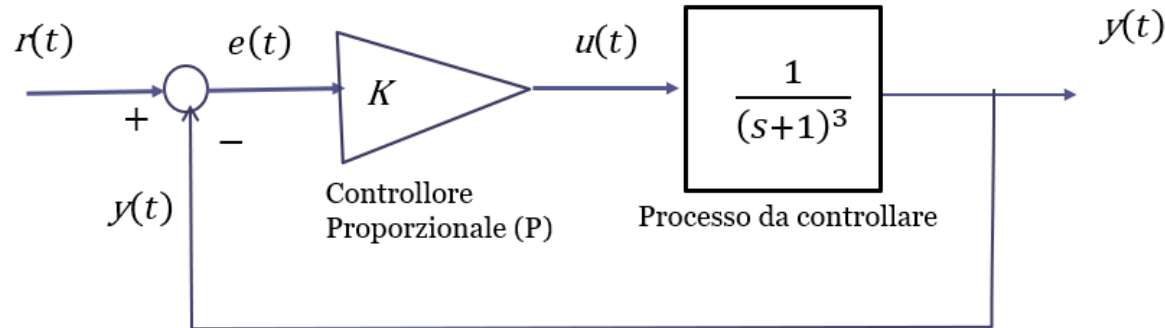 r(t)
e(t)
u(t)
y(t)
K
1
(s+1)³
+
−
y(t)
Controllore
Proporzionale (P)
Processo da controllare